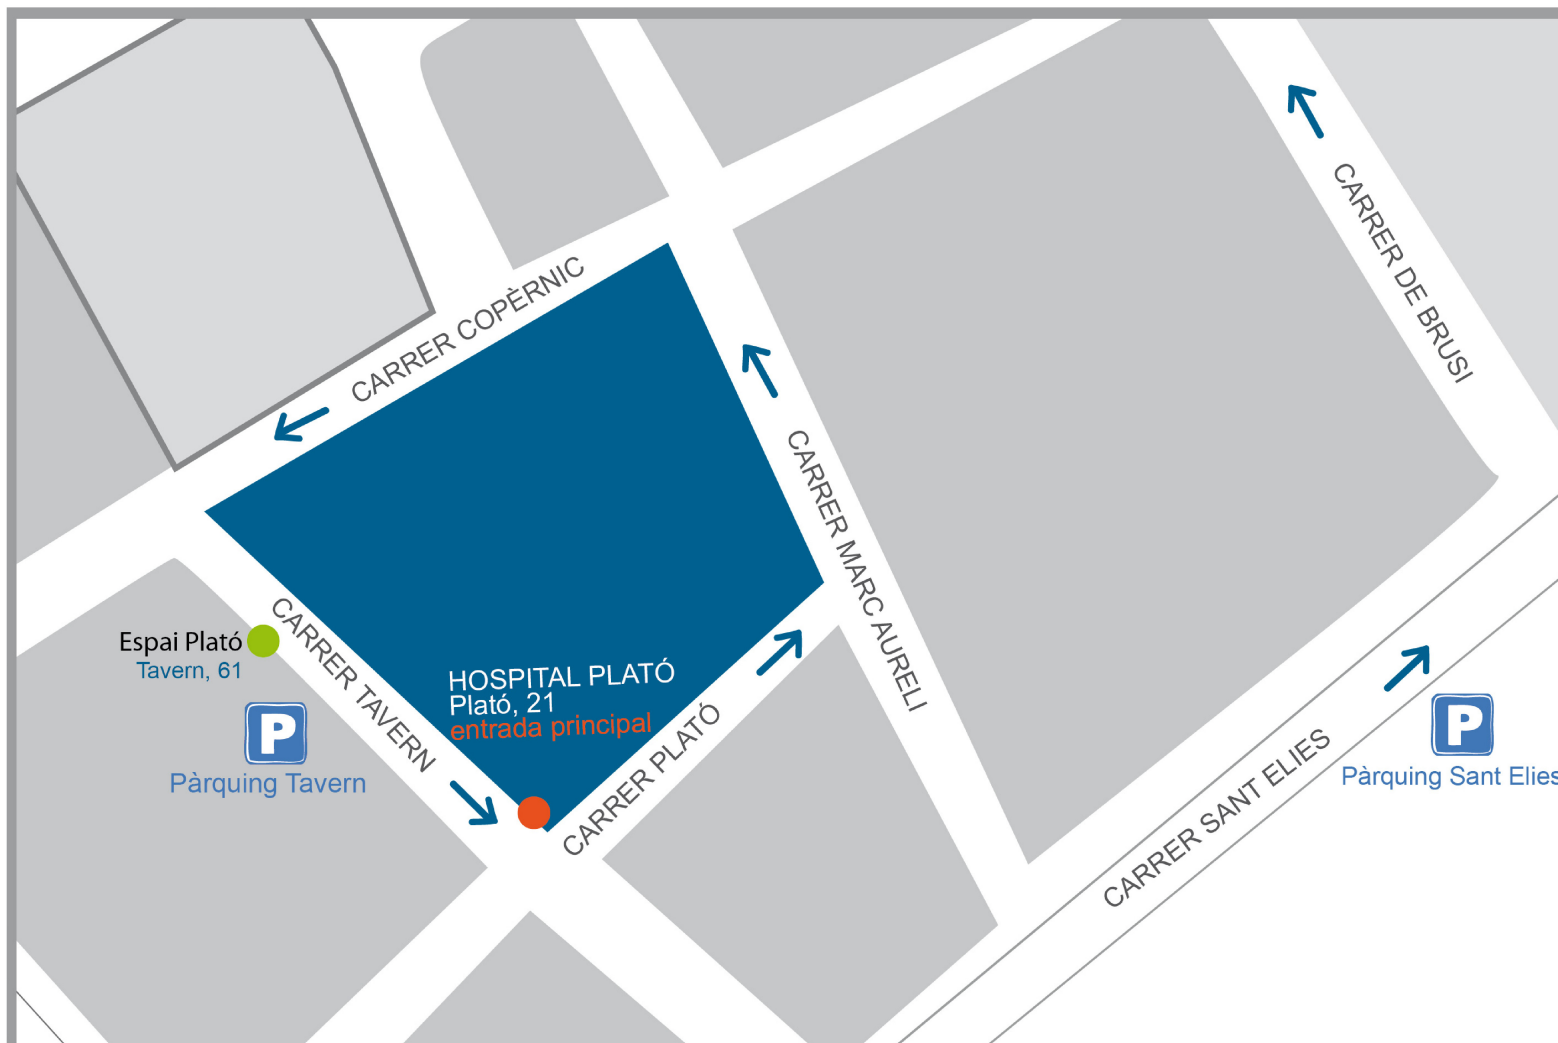 CARRER DE BRUSI
CARRER COPÈRNIC
CARRER MARC AURELI
Espai Plató
Tavern, 61
CARRER TAVERN
HOSPITAL PLATÓ
Plató, 21
entrada principal
CARRER PLATÓ
P
Pàrquing Tavern
P
Pàrquing Sant Elies
CARRER SANT ELIES